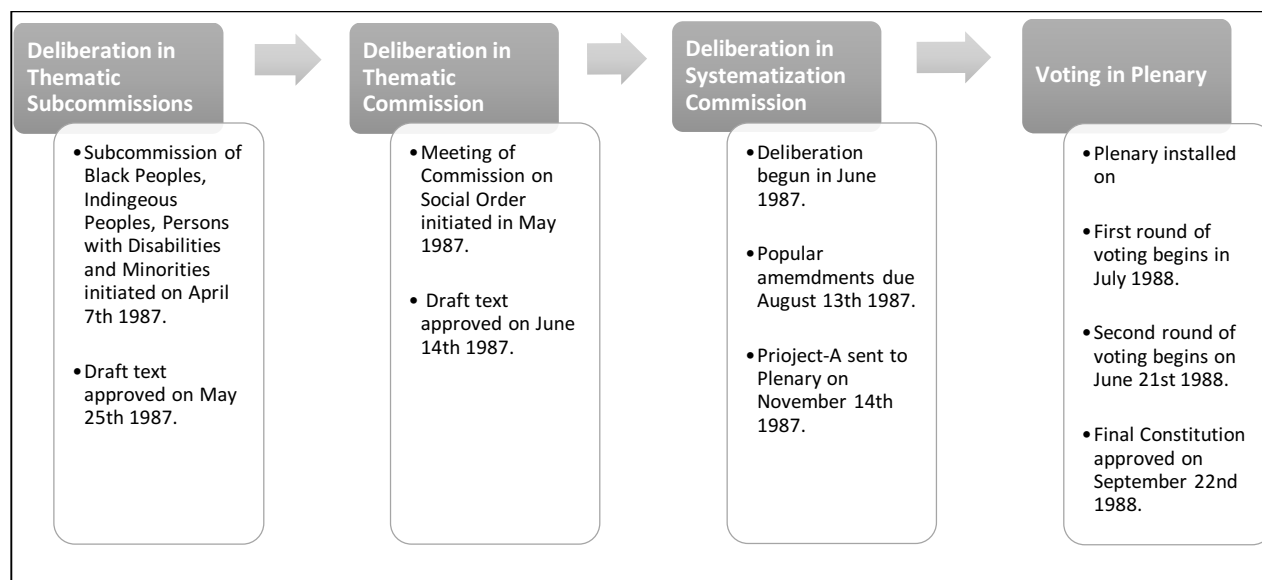 Deliberation in
Thematic
Subcommissions
•Subcommission of
Black Peoples,
Indingeous
Peoples, Persons
with Disabilities
and Minorities
initiated on April
7th 1987.
•Draft text
approved on May
25th 1987.
Deliberation in
Thematic
Commission
•Meeting of
Commission on
Social Order
initiated in May
1987.
• Draft text
approved on June
14th 1987.
Deliberation in
Systematization
Commission
•Deliberation
begun in June
1987.
•Popular
amemdments due
August 13th 1987.
•Prioject-A sent to
Plenary on
November 14th
1987.
Voting in Plenary
•Plenary installed
on
•First round of
voting begins in
July 1988.
•Second round of
voting begins on
June 21st 1988.
•Final Constitution
approved on
September 22nd
1988.